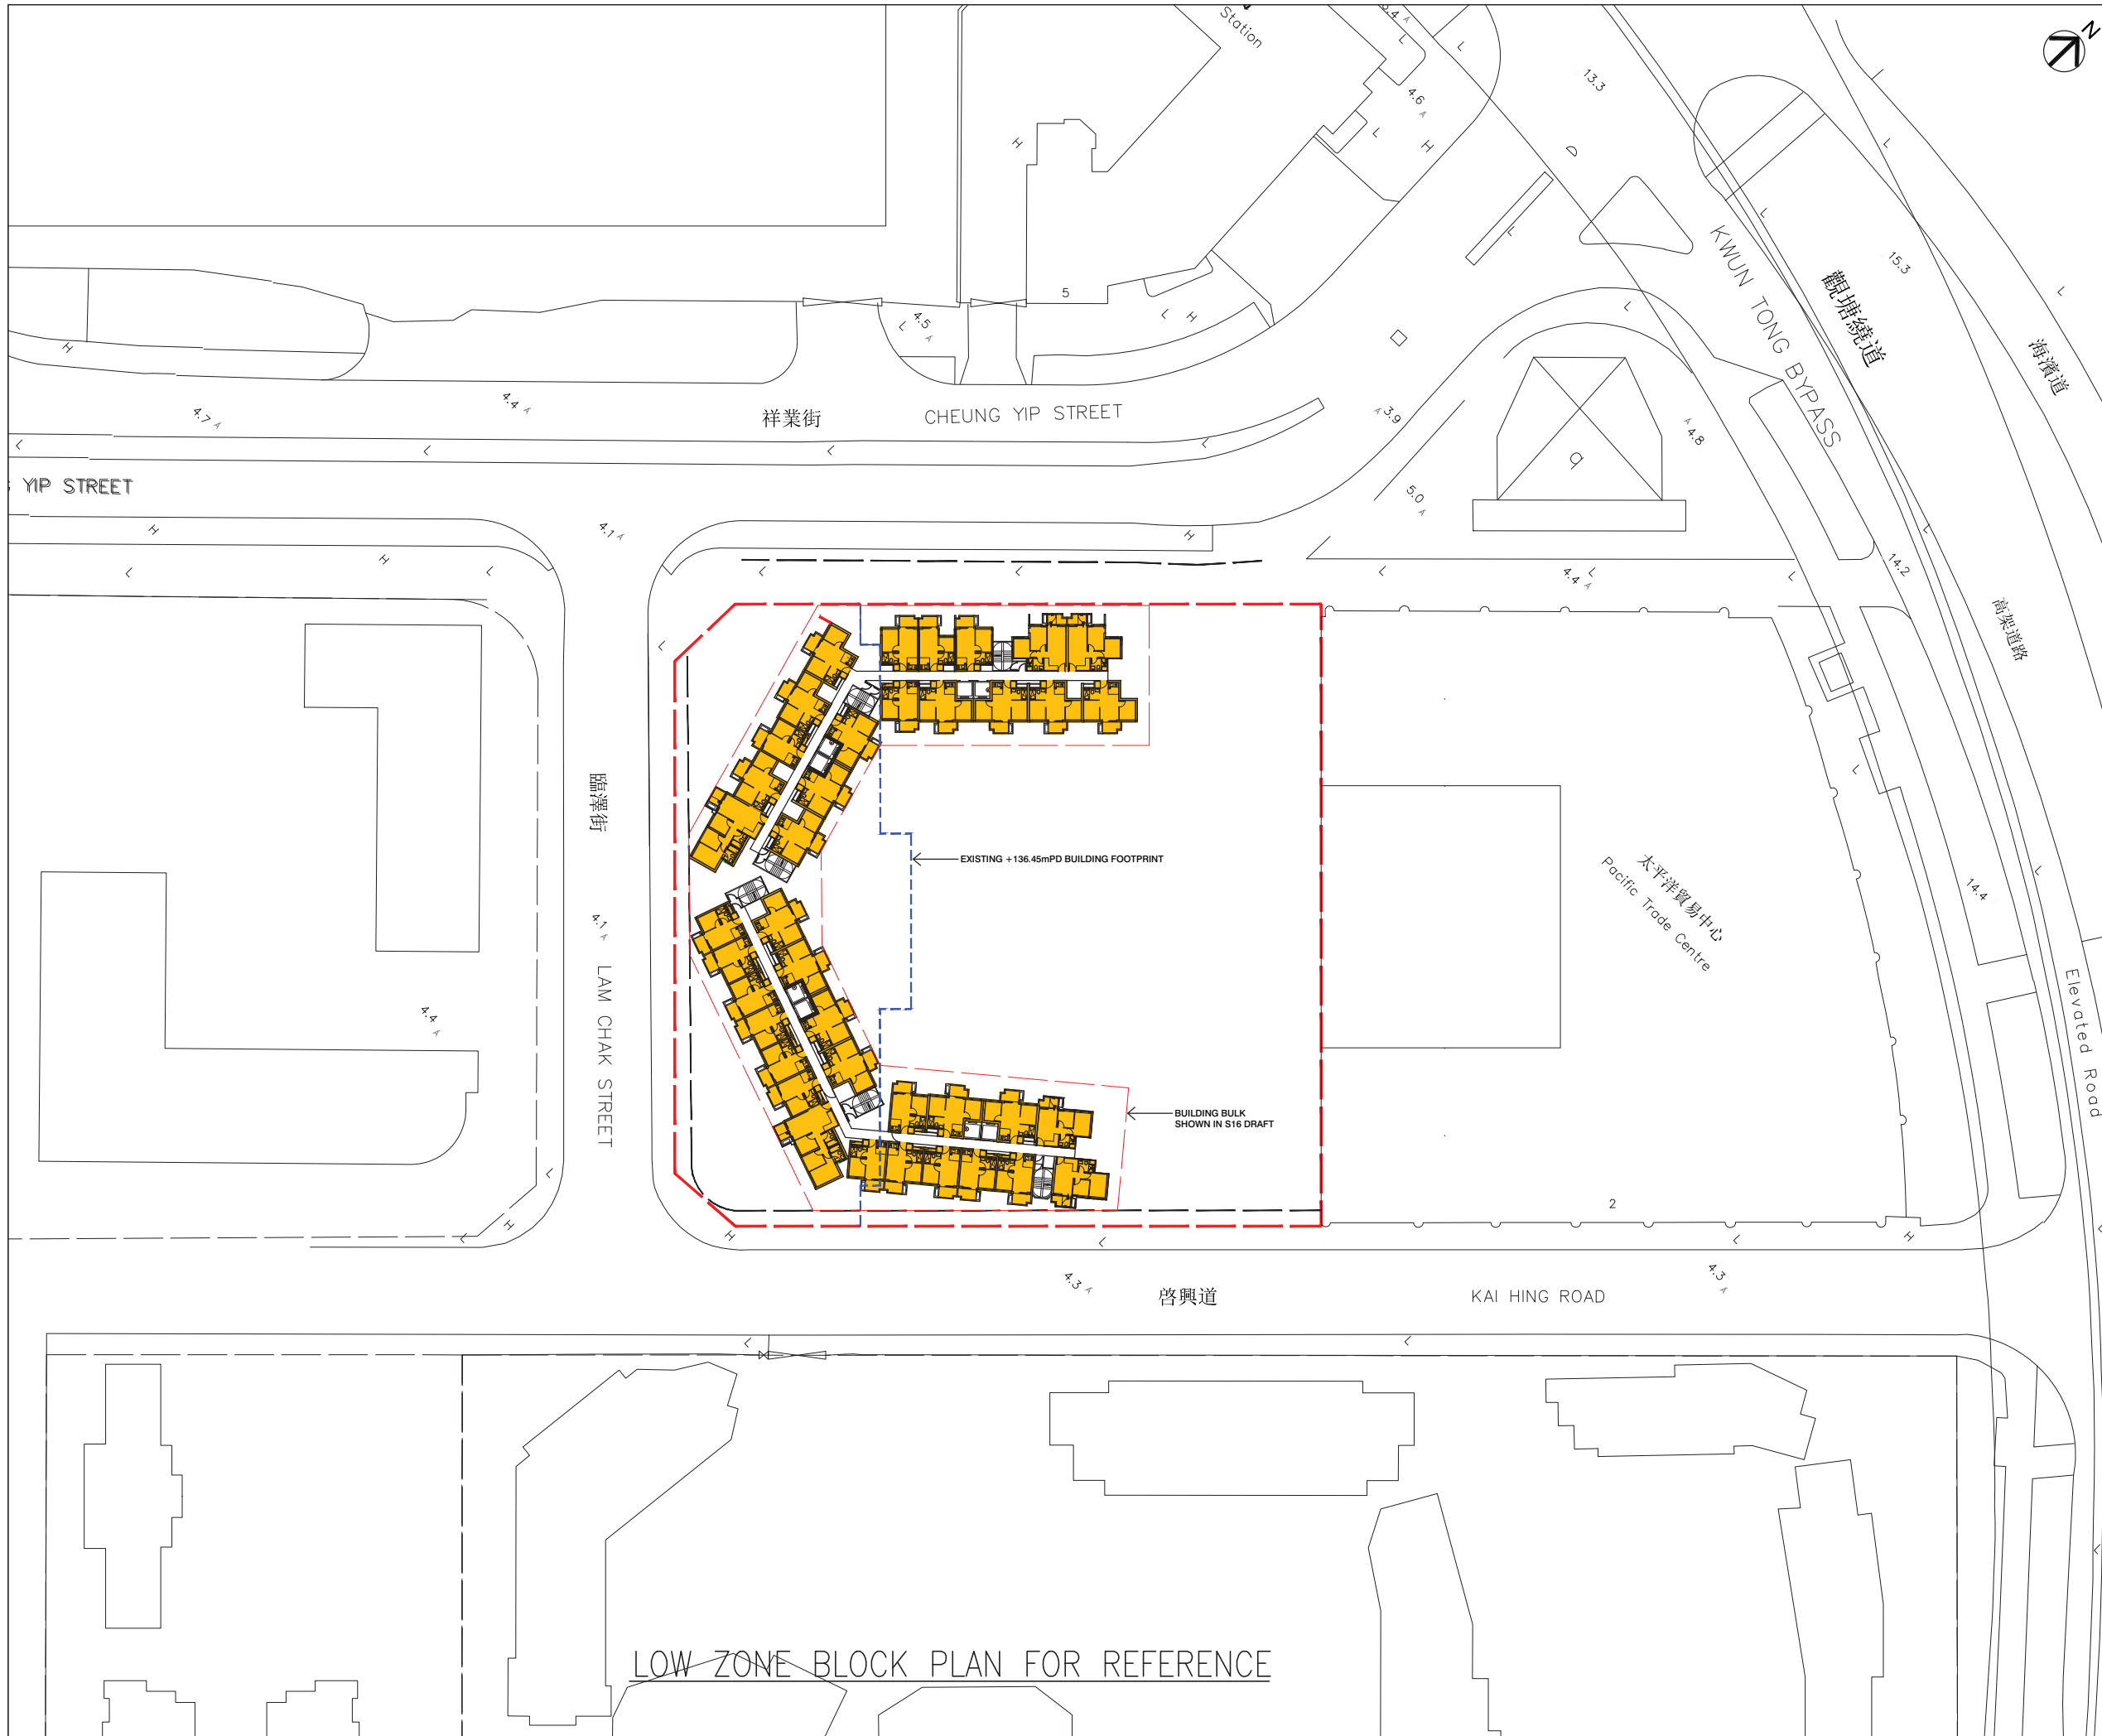 Station
N
5.4
13.3
4.6
15.3
5
4.5
觀塘繞道
KWUN TONG BYPASS
海濱道
4.7
4.4
祥業街
CHEUNG YIP STREET
3.9
4.8
YIP STREET
4.1
5.0
q
4.4
14.2
高架道路
臨澤街
EXISTING +136.45mPD BUILDING FOOTPRINT
太平洋貿易中心
Pacific Trade Centre
14.4
4.1
LAM CHAK STREET
4.4
Elevated Road
BUILDING BULK
SHOWN IN S16 DRAFT
2
4.3
啓興道
KAI HING ROAD
4.3
LOW ZONE BLOCK PLAN FOR REFERENCE